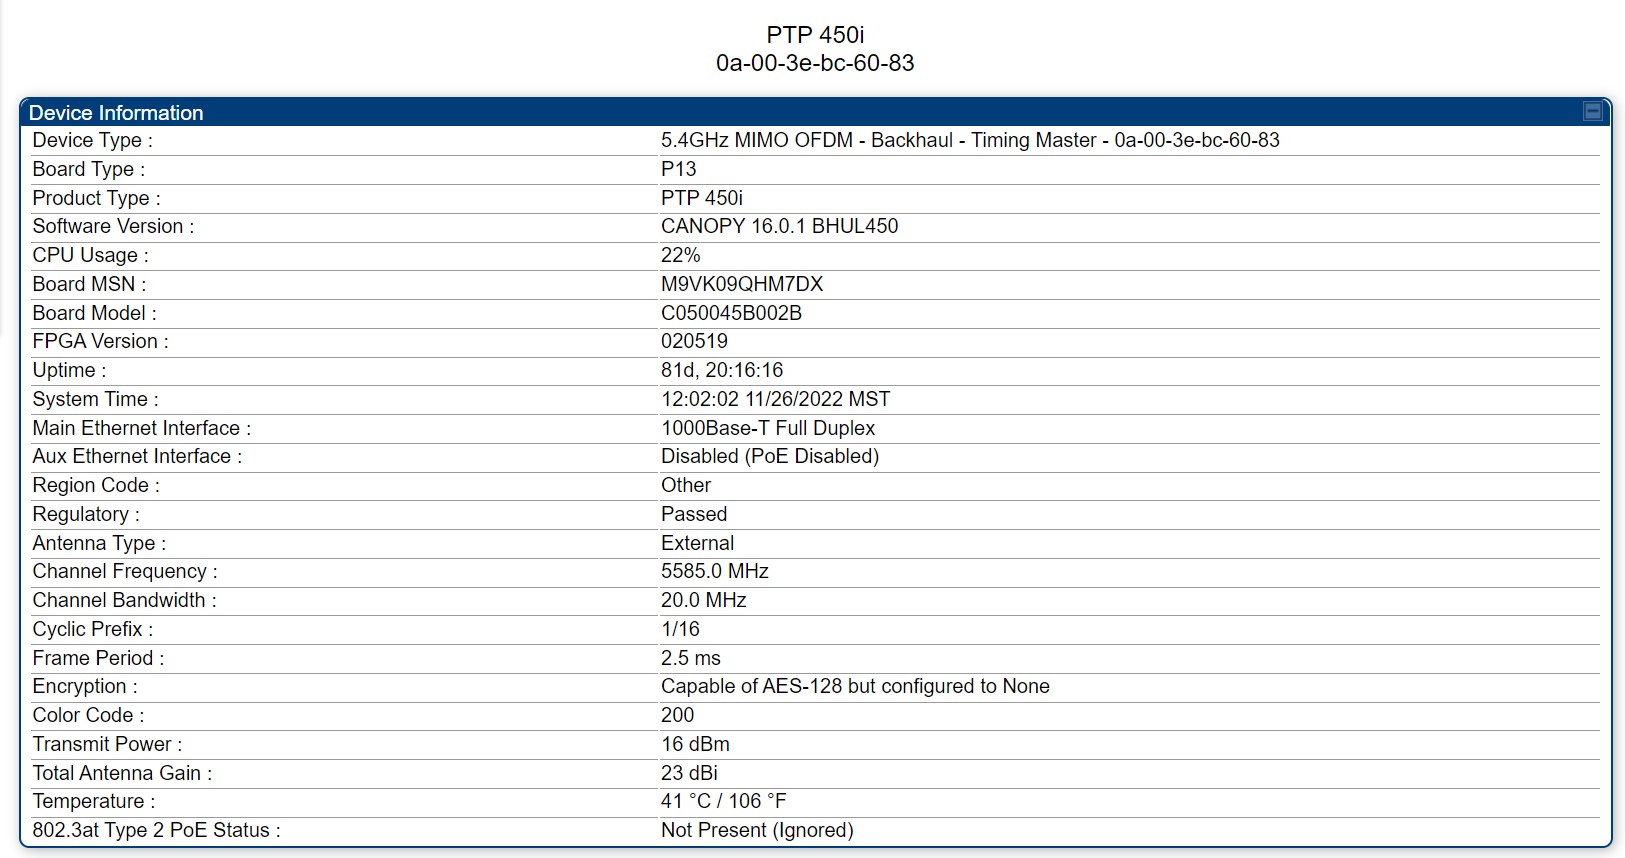 PTP 450i
0a-00-3e-bc-60-83
Device Information
Device Type : 5.4GHz MIMO OFDM - Backhaul - Timing Master - 0a-00-3e-bc-60-83
Board Type : P13
Product Type : PTP 450i
Software Version : CANOPY 16.0.1 BHUL450
CPU Usage : 22%
Board MSN : M9VK09QHM7DX
Board Model : C050045B002B
FPGA Version : 020519
Uptime : 81d, 20:16:16
System Time : 12:02:02 11/26/2022 MST
Main Ethernet Interface : 1000Base-T Full Duplex
Aux Ethernet Interface : Disabled (PoE Disabled)
Region Code : Other
Regulatory : Passed
Antenna Type : External
Channel Frequency : 5585.0 MHz
Channel Bandwidth : 20.0 MHz
Cyclic Prefix : 1/16
Frame Period : 2.5 ms
Encryption : Capable of AES-128 but configured to None
Color Code : 200
Transmit Power : 16 dBm
Total Antenna Gain : 23 dBi
Temperature : 41 °C / 106 °F
802.3at Type 2 PoE Status : Not Present (Ignored)